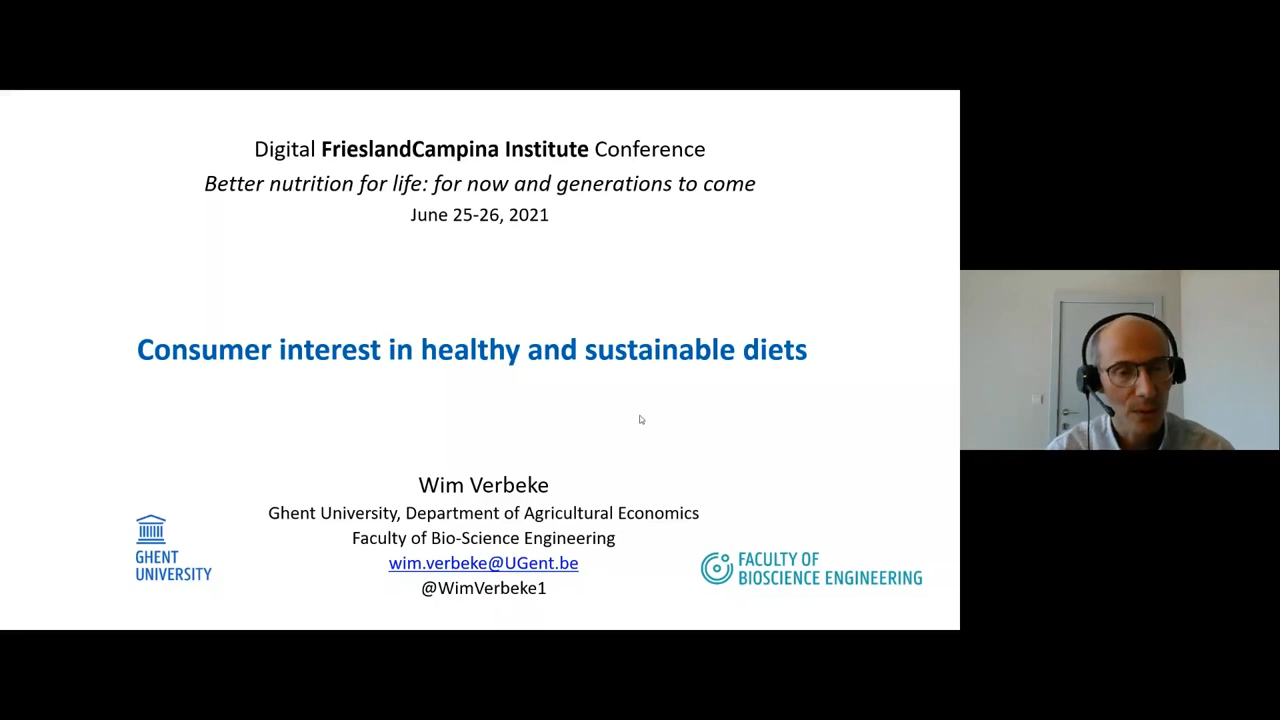 Digital FrieslandCampina Institute Conference
Better nutrition for life: for now and generations to come
June 25-26, 2021
Consumer interest in healthy and sustainable diets
Wim Verbeke
Ghent University, Department of Agricultural Economics
Faculty of Bio-Science Engineering
wim.verbeke@UGent.be
@WimVerbeke1
GHENT
UNIVERSITY
FACULTY OF
BIOSCIENCE ENGINEERING